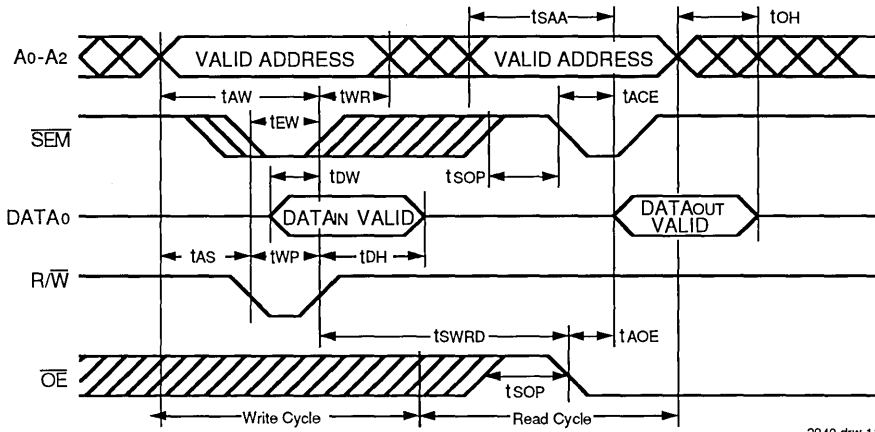 tSAA
tOH
A0-A2
VALID ADDRESS
VALID ADDRESS
tAW
tWR
tACE
tEW
SEM
tDW
tSOP
DATA0
DATAIN VALID
DATAOUT
VALID
tAS
tWP
tDH
R/W
tSWRD
tAOE
OE
tSOP
Write Cycle
Read Cycle